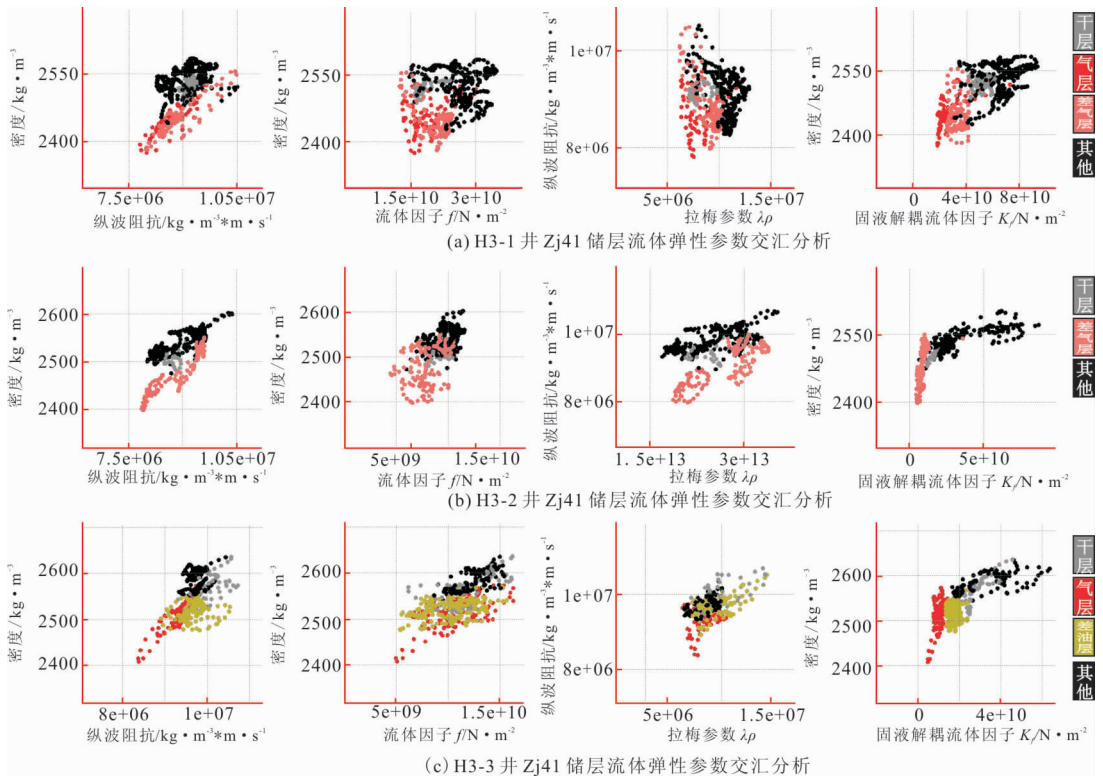 密度/kg·m⁻³
2550
2400
7.5e+06
1.05e+07
纵波阻抗/kg·m⁻³*m·s⁻¹
密度/kg·m⁻³
2550
2400
1.5e+10
3e+10
流体因子 f/N·m⁻²
纵波阻抗/kg·m⁻³*m·s⁻¹
1e+07
8e+06
5e+06
1.5e+07
拉梅参数 λρ
密度/kg·m⁻³
2550
2400
0
4e+10
8e+10
固液解耦流体因子 Kf/N·m⁻²
干层
气层
差气层
其他
(a) H3-1 井 Zj41 储层流体弹性参数交汇分析
密度/kg·m⁻³
2600
2500
2400
7.5e+06
1.05e+07
纵波阻抗/kg·m⁻³*m·s⁻¹
密度/kg·m⁻³
2600
2500
2400
5e+09
1.5e+10
流体因子 f/N·m⁻²
纵波阻抗/kg·m⁻³*m·s⁻¹
1e+07
8e+06
1.5e+13
3e+13
拉梅参数 λρ
密度/kg·m⁻³
2550
2400
0
5e+10
固液解耦流体因子 Kf/N·m⁻²
干层
差气层
其他
(b) H3-2 井 Zj41 储层流体弹性参数交汇分析
密度/kg·m⁻³
2600
2500
2400
8e+06
1e+07
纵波阻抗/kg·m⁻³*m·s⁻¹
密度/kg·m⁻³
2600
2500
2400
5e+09
1.5e+10
流体因子 f/N·m⁻²
纵波阻抗/kg·m⁻³*m·s⁻¹
1e+07
8e+06
5e+06
1.5e+07
拉梅参数 λρ
密度/kg·m⁻³
2600
2500
2400
0
4e+10
固液解耦流体因子 Kf/N·m⁻²
干层
气层
差油层
其他
(c) H3-3 井 Zj41 储层流体弹性参数交汇分析